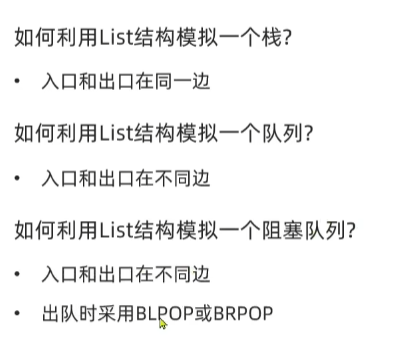 如何利用List结构模拟一个栈?
• 入口和出口在同一边
如何利用List结构模拟一个队列?
• 入口和出口在不同边
如何利用List结构模拟一个阻塞队列?
• 入口和出口在不同边
• 出队时采用BLPOP或BRPOP